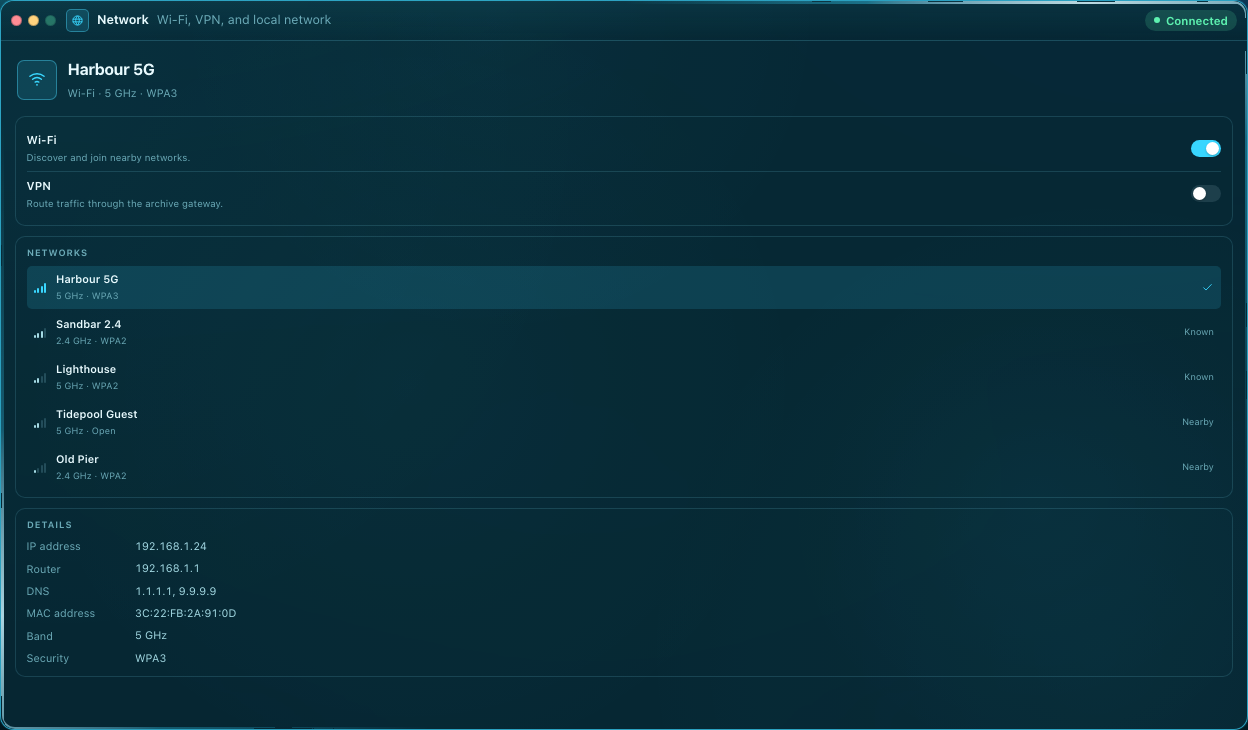 Network Wi-Fi, VPN, and local network
Connected
Harbour 5G
Wi-Fi · 5 GHz · WPA3
Wi-Fi
Discover and join nearby networks.
VPN
Route traffic through the archive gateway.
NETWORKS
Harbour 5G
5 GHz · WPA3
Sandbar 2.4
2.4 GHz · WPA2
Known
Lighthouse
5 GHz · WPA2
Known
Tidepool Guest
5 GHz · Open
Nearby
Old Pier
2.4 GHz · WPA2
Nearby
DETAILS
IP address 192.168.1.24
Router 192.168.1.1
DNS 1.1.1.1, 9.9.9.9
MAC address 3C:22:FB:2A:91:0D
Band 5 GHz
Security WPA3